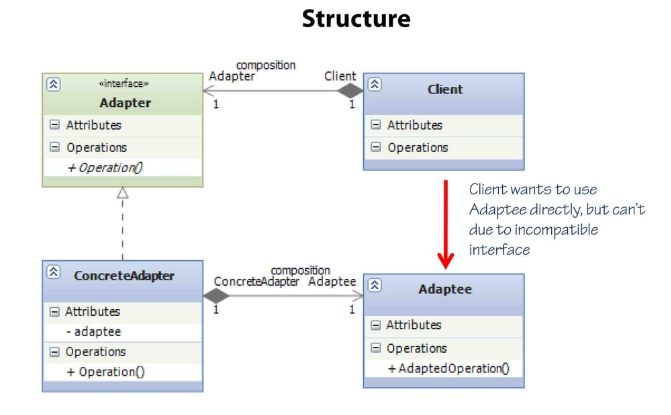 Structure
composition
Adapter
Client
1
1
«interface»
Adapter
Attributes
Operations
+ Operation()
Client
Attributes
Operations
Client wants to use
Adaptee directly, but can't
due to incompatible
interface
ConcreteAdapter
Attributes
- adaptee
Operations
+ Operation()
composition
ConcreteAdapter
Adaptee
1
1
Adaptee
Attributes
Operations
+ AdaptedOperation()